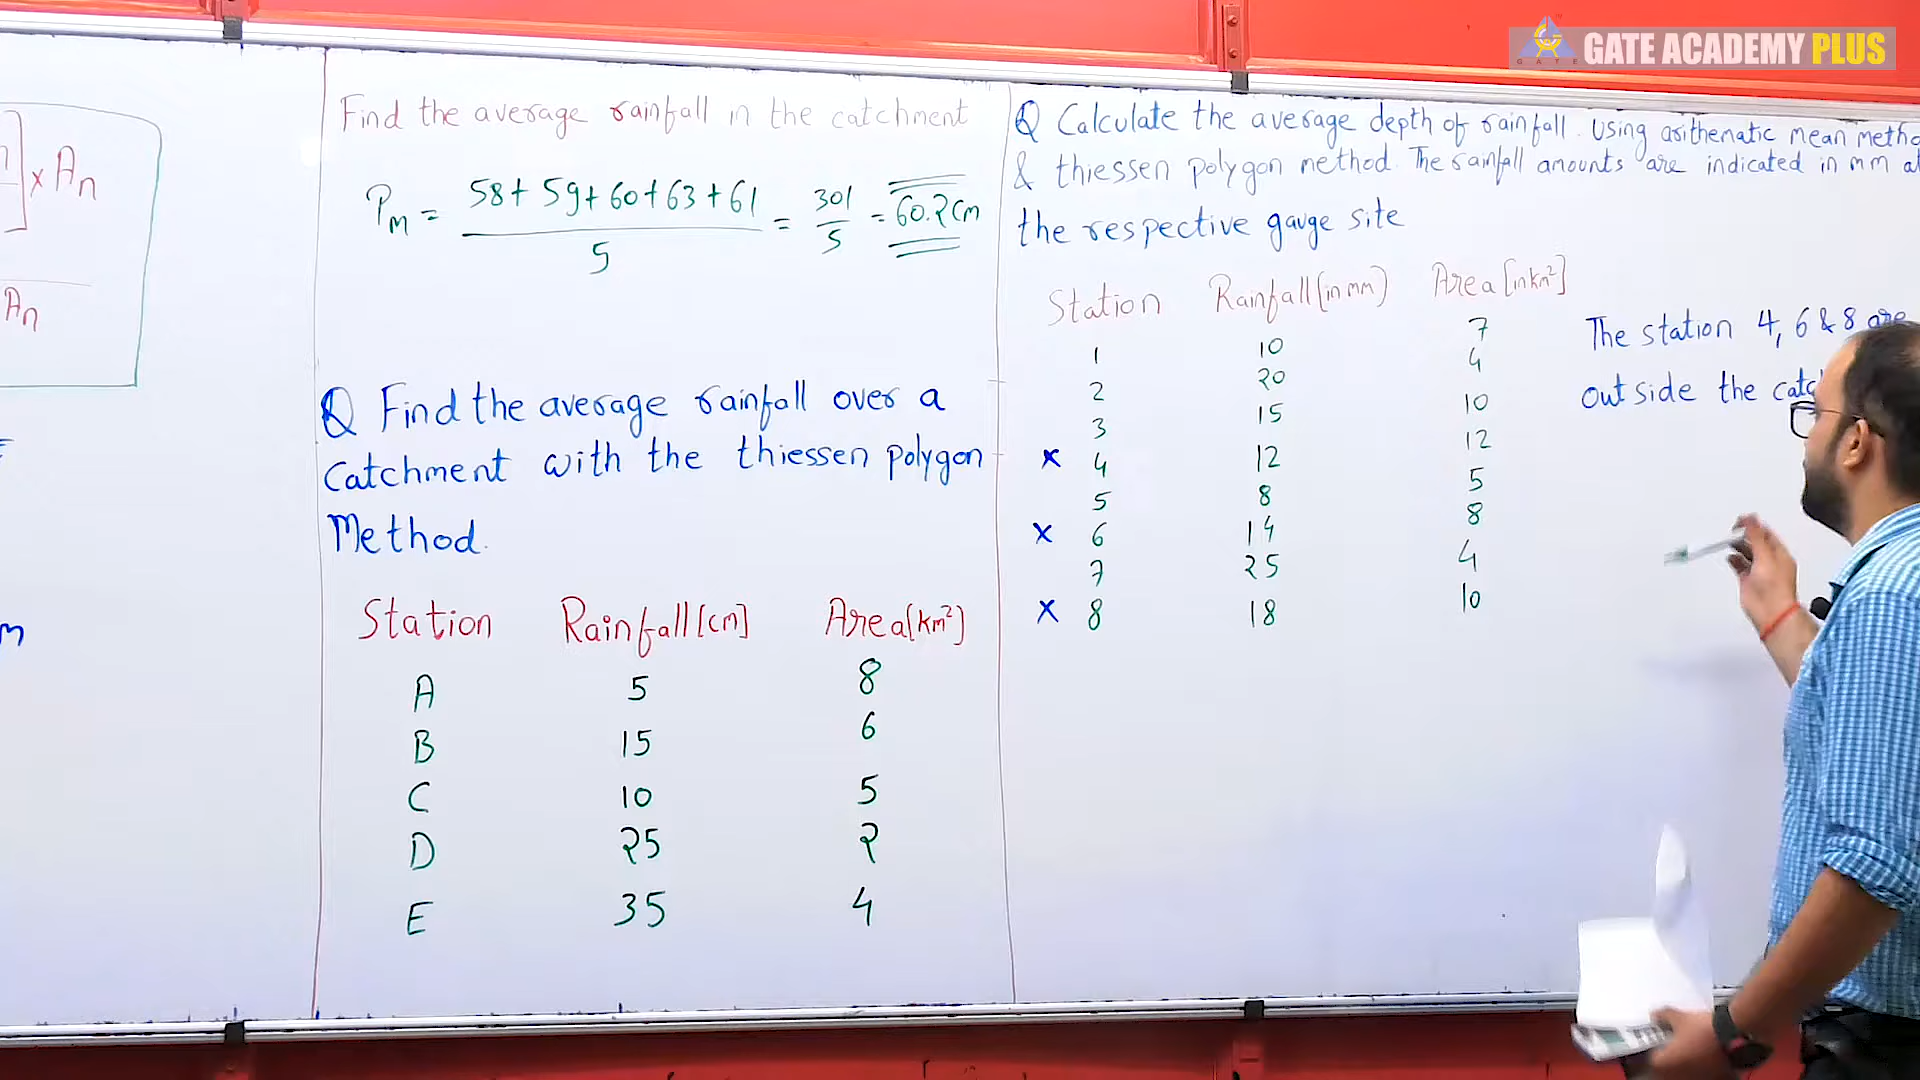 GATE ACADEMY PLUS
GATE
] x An
An
m
Find the average rainfall in the catchment
PM = 58+ 59+ 60+ 63 + 61 / 5 = 301 / 5 = 60.2 cm
Q Find the average rainfall over a
catchment with the thiessen polygon
Method.
Station Rainfall [cm] Area [km²]
A 5 8
B 15 6
C 10 5
D 25 2
E 35 4
Q Calculate the average depth of rainfall. Using arithematic mean
& thiessen polygon method. The rainfall amounts are indicated in mm
the respective gauge site
Station Rainfall (in mm) Area [in km²]
1 10 7
2 20 4
3 15 10
x 4 12 12
5 8 5
x 6 14 8
7 25 4
x 8 18 10
The station 4, 6 & 8 are
outside the